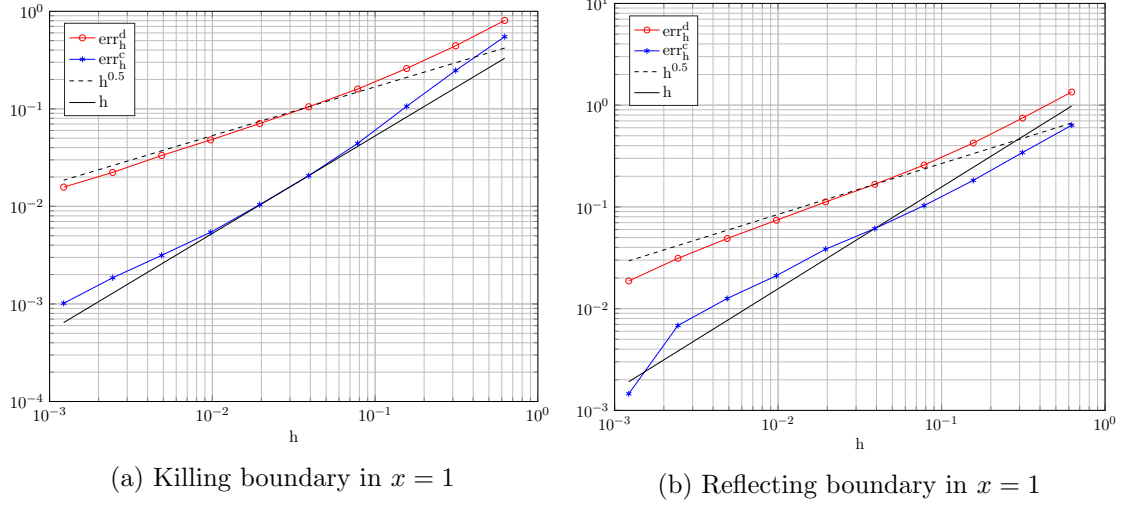 10^0
10^{-1}
10^{-2}
10^{-3}
10^{-4}
err_h^d
err_h^c
h^{0.5}
h
10^{-3}
10^{-2}
10^{-1}
10^0
h
(a) Killing boundary in x = 1
10^1
10^0
10^{-1}
10^{-2}
10^{-3}
err_h^d
err_h^c
h^{0.5}
h
10^{-3}
10^{-2}
10^{-1}
10^0
h
(b) Reflecting boundary in x = 1